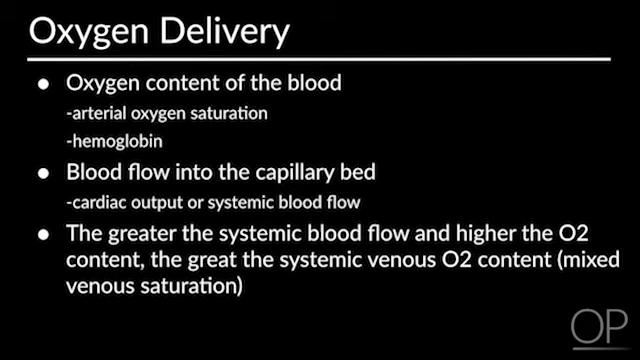 Oxygen Delivery
● Oxygen content of the blood
-arterial oxygen saturation
-hemoglobin
● Blood flow into the capillary bed
-cardiac output or systemic blood flow
● The greater the systemic blood flow and higher the O2
content, the great the systemic venous O2 content (mixed
venous saturation)
OP